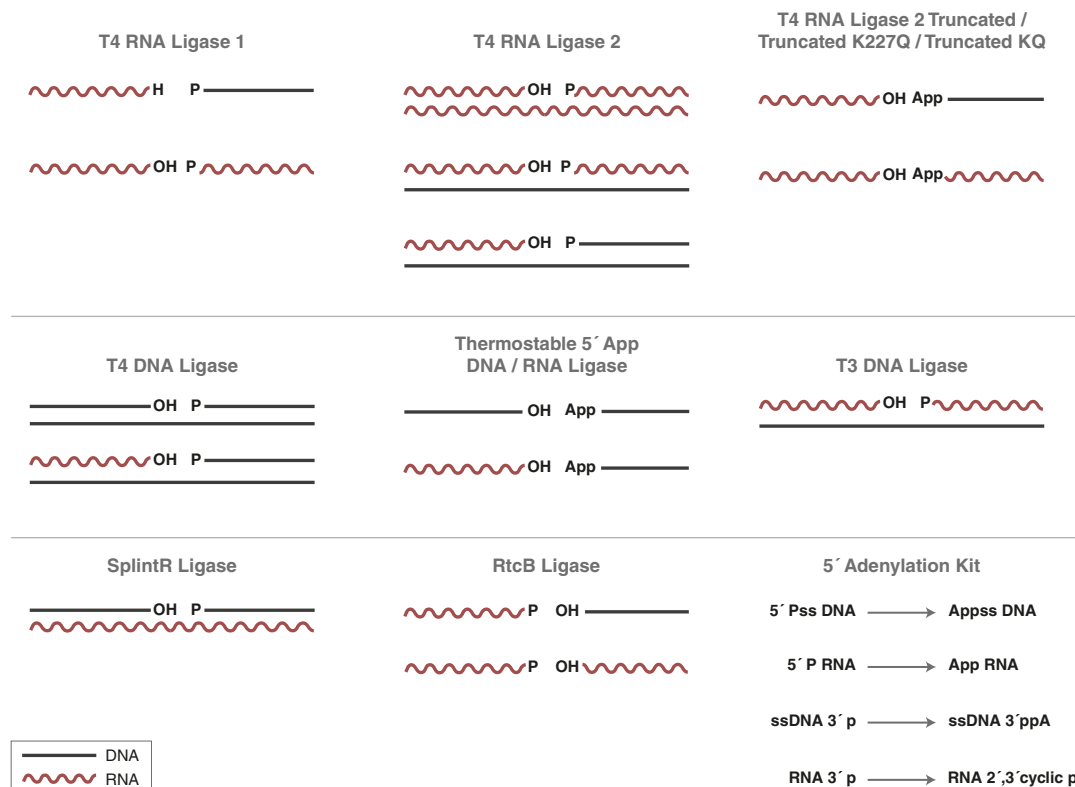 T4 RNA Ligase 1
H P
OH P
T4 RNA Ligase 2
OH P
OH P
OH P
T4 RNA Ligase 2 Truncated /
Truncated K227Q / Truncated KQ
OH App
OH App
T4 DNA Ligase
OH P
OH P
Thermostable 5´ App
DNA / RNA Ligase
OH App
OH App
T3 DNA Ligase
OH P
SplintR Ligase
OH P
RtcB Ligase
P OH
P OH
5´ Adenylation Kit
5´ Pss DNA Appss DNA
5´ P RNA App RNA
ssDNA 3´ p ssDNA 3´ppA
RNA 3´ p RNA 2´,3´cyclic p
DNA
RNA